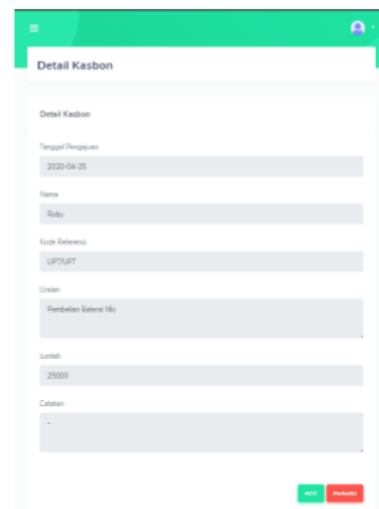 Detail Kasbon
Detail Kasbon
Tanggal Pengajuan
2020-04-25
Nama
Roby
Kode Referensi
UPT/UPT
Uraian
Pembelian Baterai Mic
Jumlah
25000
Catatan
-
ACC Perbaiki